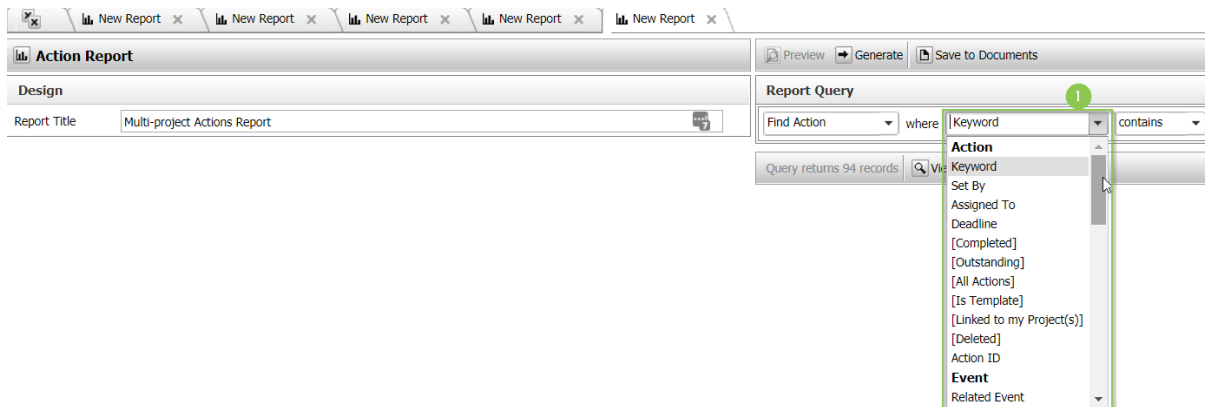 New Report
New Report
New Report
New Report
New Report
Action Report
Preview Generate Save to Documents
Design
Report Title Multi-project Actions Report
7
Report Query
1
Find Action where Keyword contains
Query returns 94 records
Action
Keyword
Set By
Assigned To
Deadline
[Completed]
[Outstanding]
[All Actions]
[Is Template]
[Linked to my Project(s)]
[Deleted]
Action ID
Event
Related Event